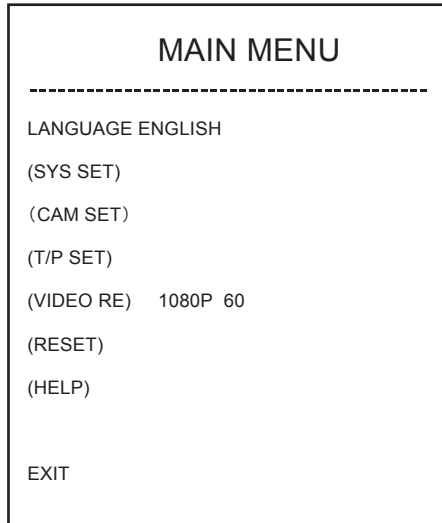 MAIN MENU
LANGUAGE ENGLISH
(SYS SET)
（CAM SET）
(T/P SET)
(VIDEO RE) 1080P 60
(RESET)
(HELP)
EXIT